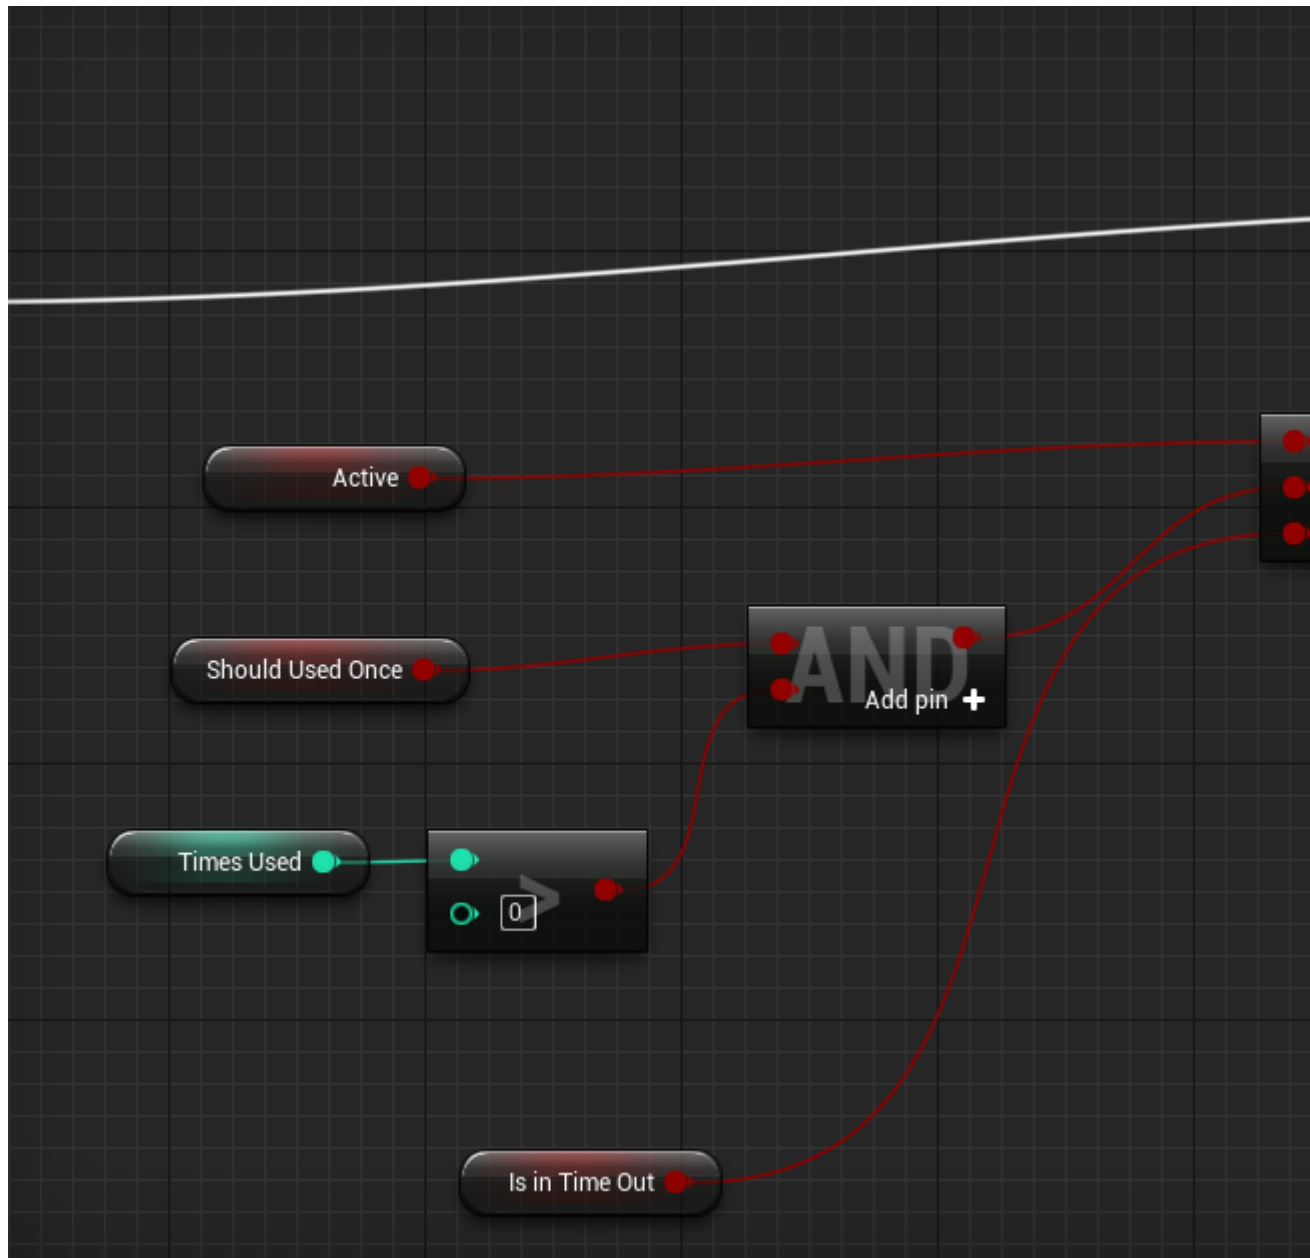 Active
Should Used Once
AND
Add pin +
Times Used
>
0
Is in Time Out